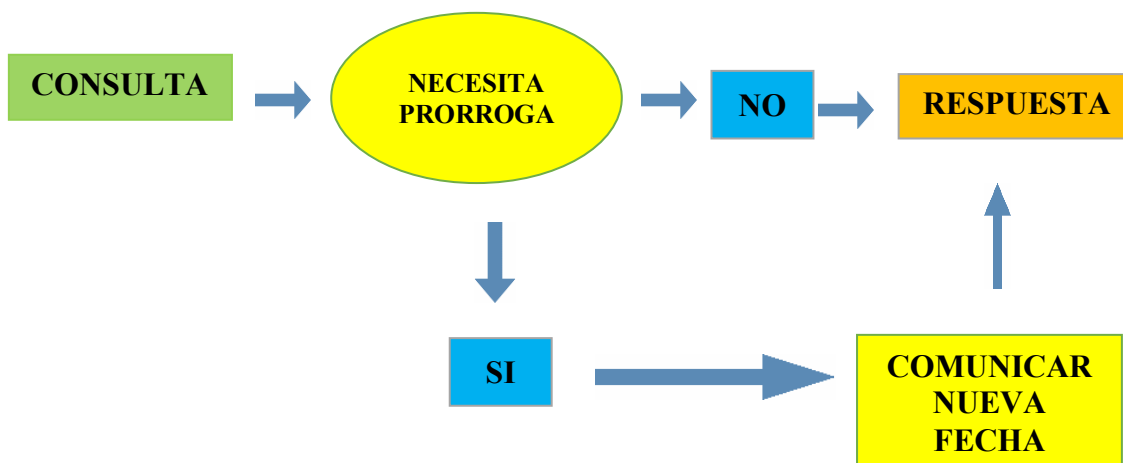 CONSULTA
NECESITA
PRORROGA
NO
RESPUESTA
SI
COMUNICAR
NUEVA
FECHA